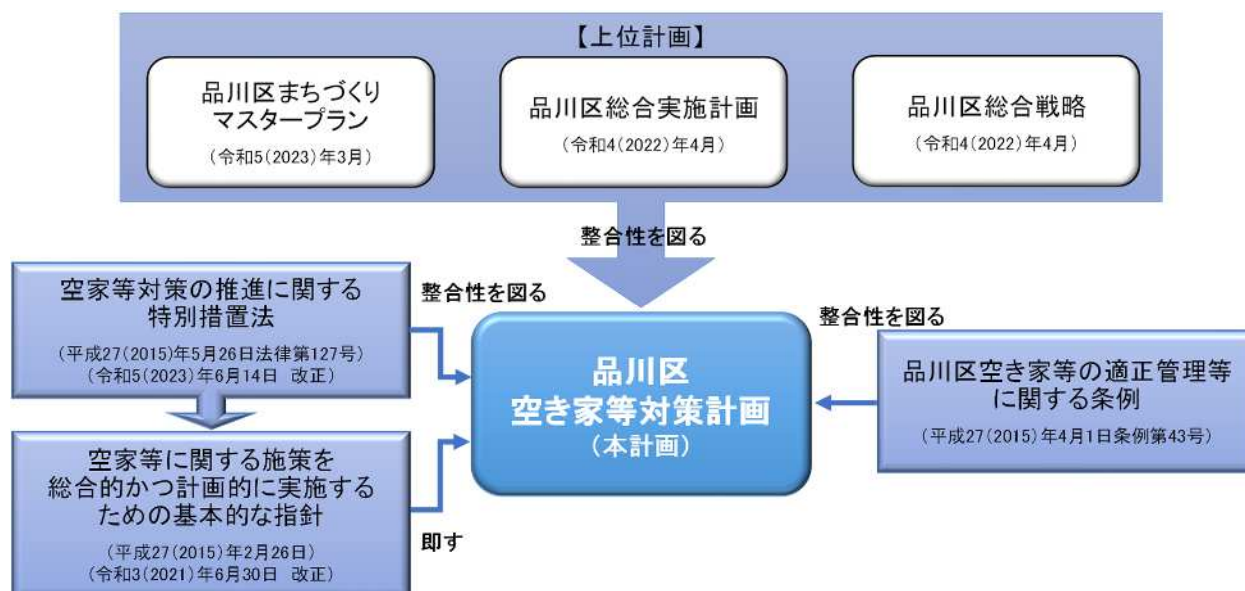 【上位計画】
品川区まちづくり
マスタープラン
(令和5(2023)年3月)
品川区総合実施計画
(令和4(2022)年4月)
品川区総合戦略
(令和4(2022)年4月)
整合性を図る
空家等対策の推進に関する
特別措置法
(平成27(2015)年5月26日法律第127号)
(令和5(2023)年6月14日 改正)
整合性を図る
空家等に関する施策を
総合的かつ計画的に実施する
ための基本的な指針
(平成27(2015)年2月26日)
(令和3(2021)年6月30日 改正)
即す
品川区
空き家等対策計画
(本計画)
整合性を図る
品川区空き家等の適正管理等
に関する条例
(平成27(2015)年4月1日条例第43号)